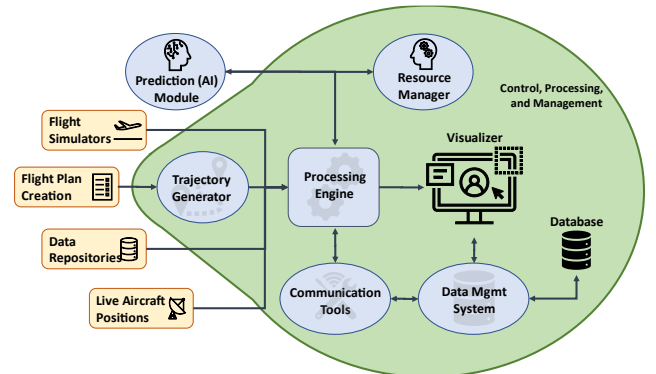 Prediction (AI)
Module
Resource
Manager
Control, Processing,
and Management
Flight
Simulators
Visualizer
Flight Plan
Creation
Trajectory
Generator
Processing
Engine
Data
Repositories
Database
Live Aircraft
Positions
Communication
Tools
Data Mgmt
System